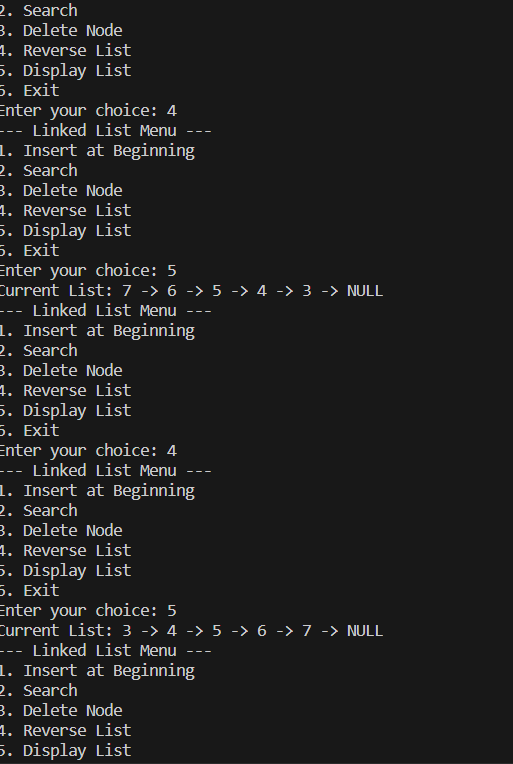 2. Search
3. Delete Node
4. Reverse List
5. Display List
6. Exit
Enter your choice: 4
--- Linked List Menu ---
1. Insert at Beginning
2. Search
3. Delete Node
4. Reverse List
5. Display List
6. Exit
Enter your choice: 5
Current List: 7 -> 6 -> 5 -> 4 -> 3 -> NULL
--- Linked List Menu ---
1. Insert at Beginning
2. Search
3. Delete Node
4. Reverse List
5. Display List
6. Exit
Enter your choice: 4
--- Linked List Menu ---
1. Insert at Beginning
2. Search
3. Delete Node
4. Reverse List
5. Display List
6. Exit
Enter your choice: 5
Current List: 3 -> 4 -> 5 -> 6 -> 7 -> NULL
--- Linked List Menu ---
1. Insert at Beginning
2. Search
3. Delete Node
4. Reverse List
5. Display List